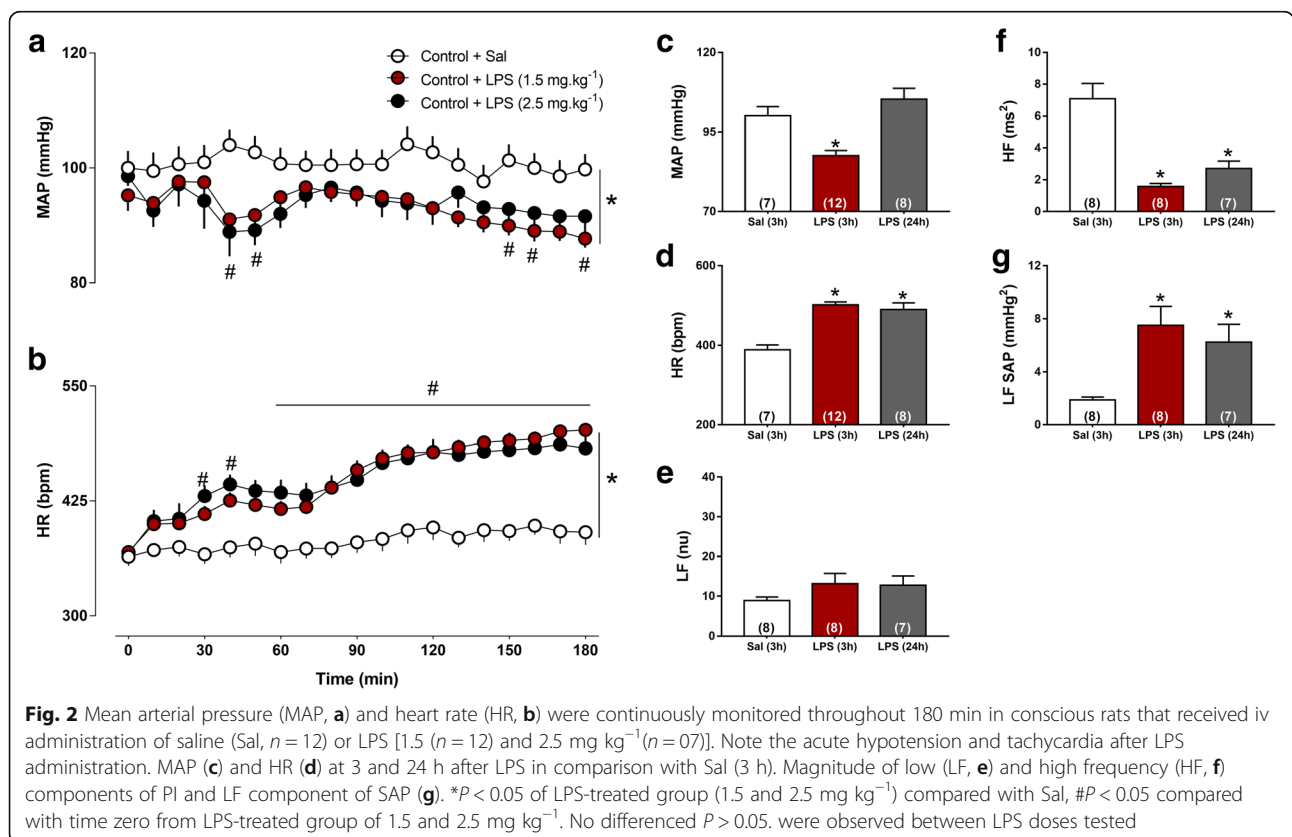 a
120
100
80
MAP (mmHg)
Control + Sal
Control + LPS (1.5 mg.kg⁻¹)
Control + LPS (2.5 mg.kg⁻¹)
# # # # #
*
b
550
425
300
HR (bpm)
# # #
*
0 30 60 90 120 150 180
Time (min)
c
120
95
70
MAP (mmHg)
*
(7) (12) (8)
Sal (3h) LPS (3h) LPS (24h)
d
600
400
200
HR (bpm)
* *
(7) (12) (8)
Sal (3h) LPS (3h) LPS (24h)
e
40
30
20
10
0
LF (nu)
(8) (8) (7)
Sal (3h) LPS (3h) LPS (24h)
f
8
6
4
2
0
HF (ms²)
* *
(8) (8) (7)
Sal (3h) LPS (3h) LPS (24h)
g
12
8
4
0
LF SAP (mmHg²)
* *
(8) (8) (7)
Sal (3h) LPS (3h) LPS (24h)
Fig. 2 Mean arterial pressure (MAP, a) and heart rate (HR, b) were continuously monitored throughout 180 min in conscious rats that received iv
administration of saline (Sal, n = 12) or LPS [1.5 (n = 12) and 2.5 mg kg⁻¹(n = 07)]. Note the acute hypotension and tachycardia after LPS
administration. MAP (c) and HR (d) at 3 and 24 h after LPS in comparison with Sal (3 h). Magnitude of low (LF, e) and high frequency (HF, f)
components of PI and LF component of SAP (g). *P < 0.05 of LPS-treated group (1.5 and 2.5 mg kg⁻¹) compared with Sal, #P < 0.05 compared
with time zero from LPS-treated group of 1.5 and 2.5 mg kg⁻¹. No differenced P > 0.05. were observed between LPS doses tested